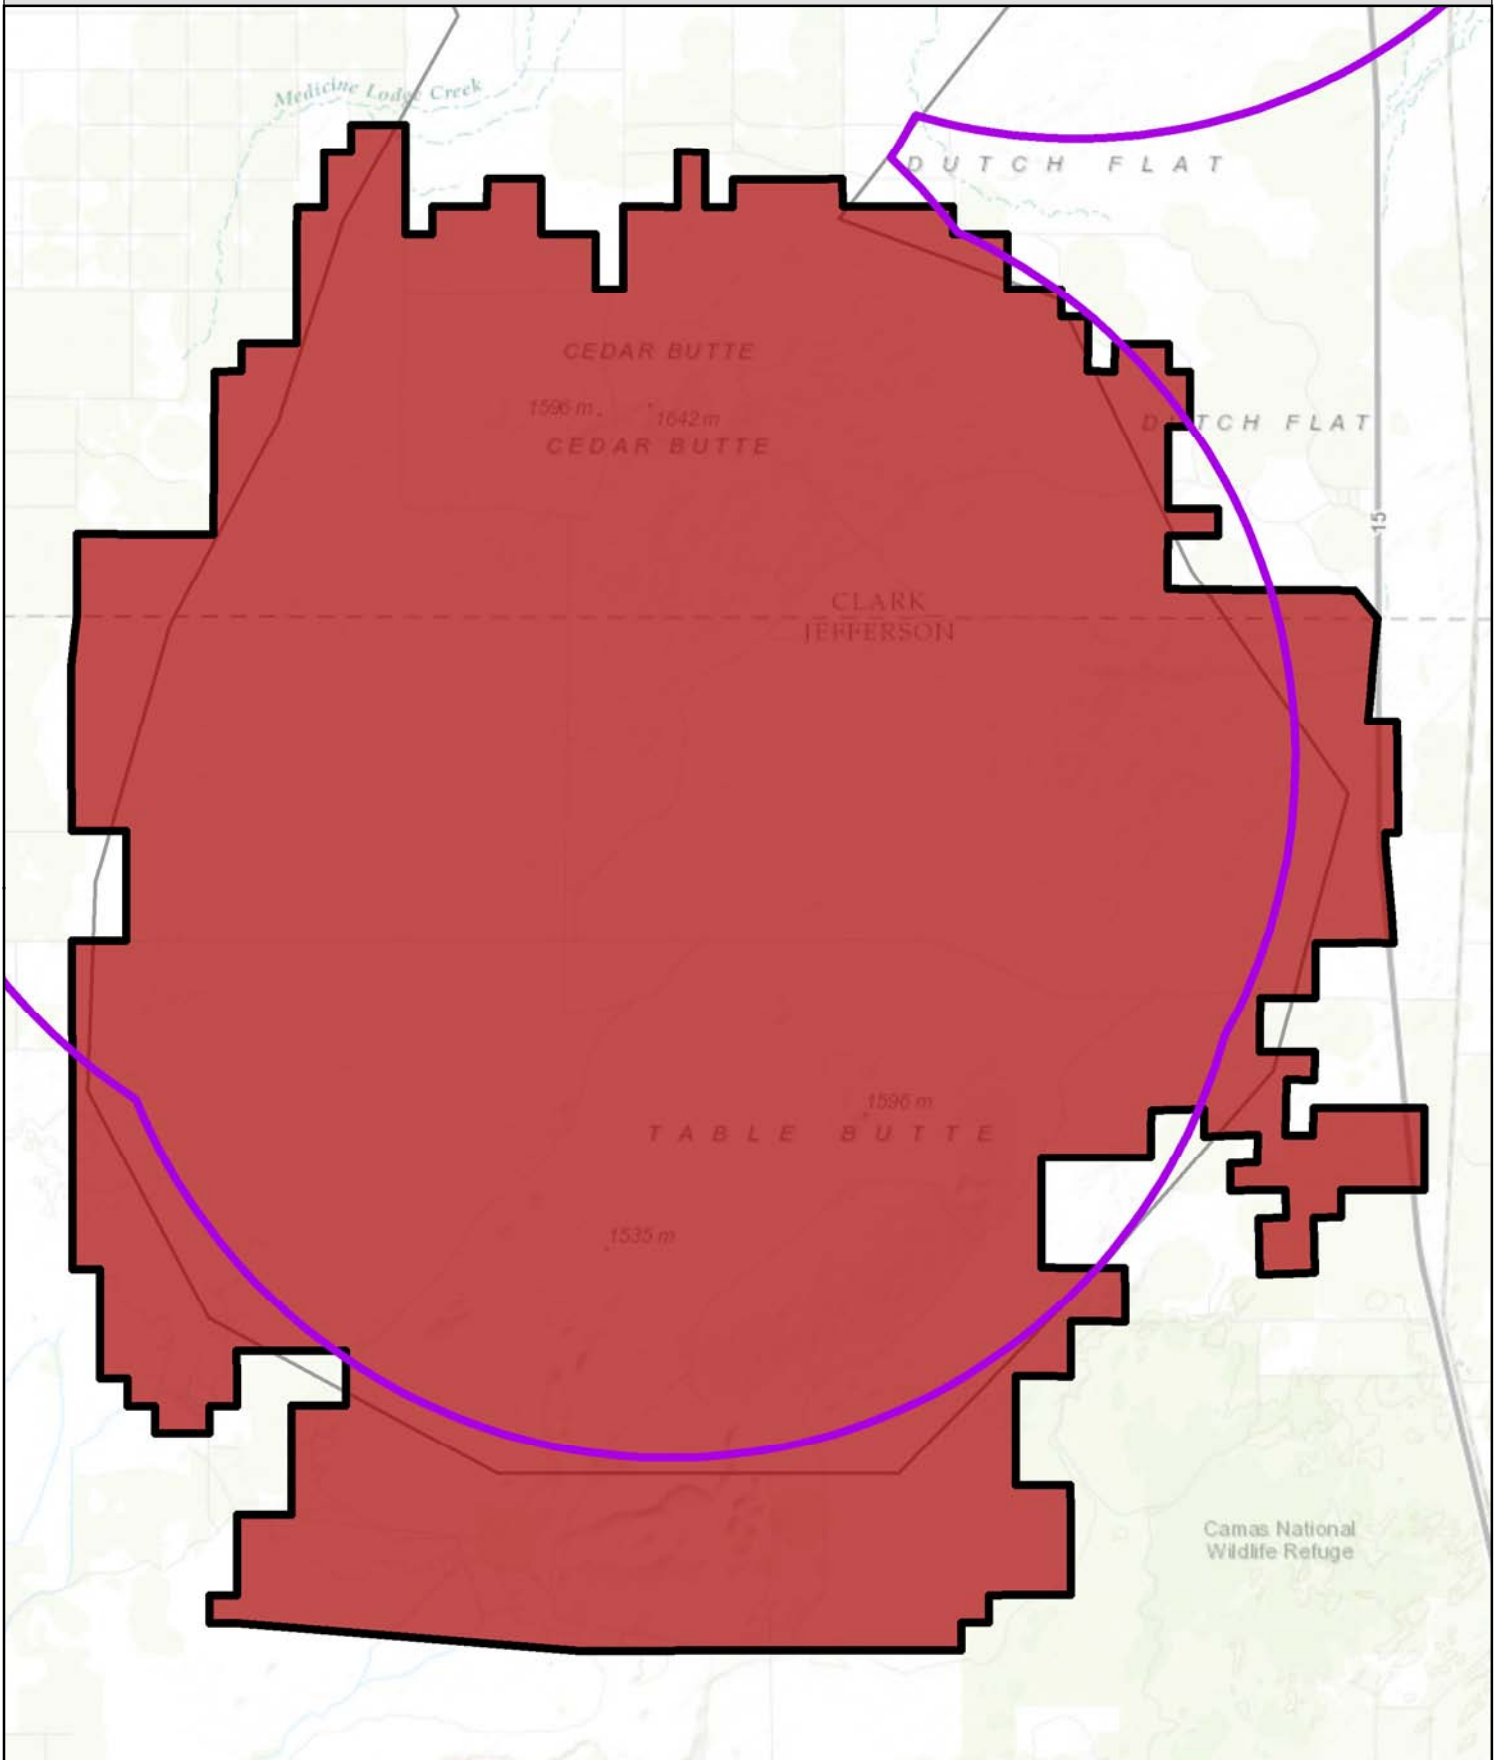 Medicine Lodge Creek
DUTCH FLAT
CEDAR BUTTE
1596 m
1642 m
CEDAR BUTTE
DUTCH FLAT
15
CLARK
JEFFERSON
1596 m
TABLE BUTTE
1535 m
Camas National
Wildlife Refuge